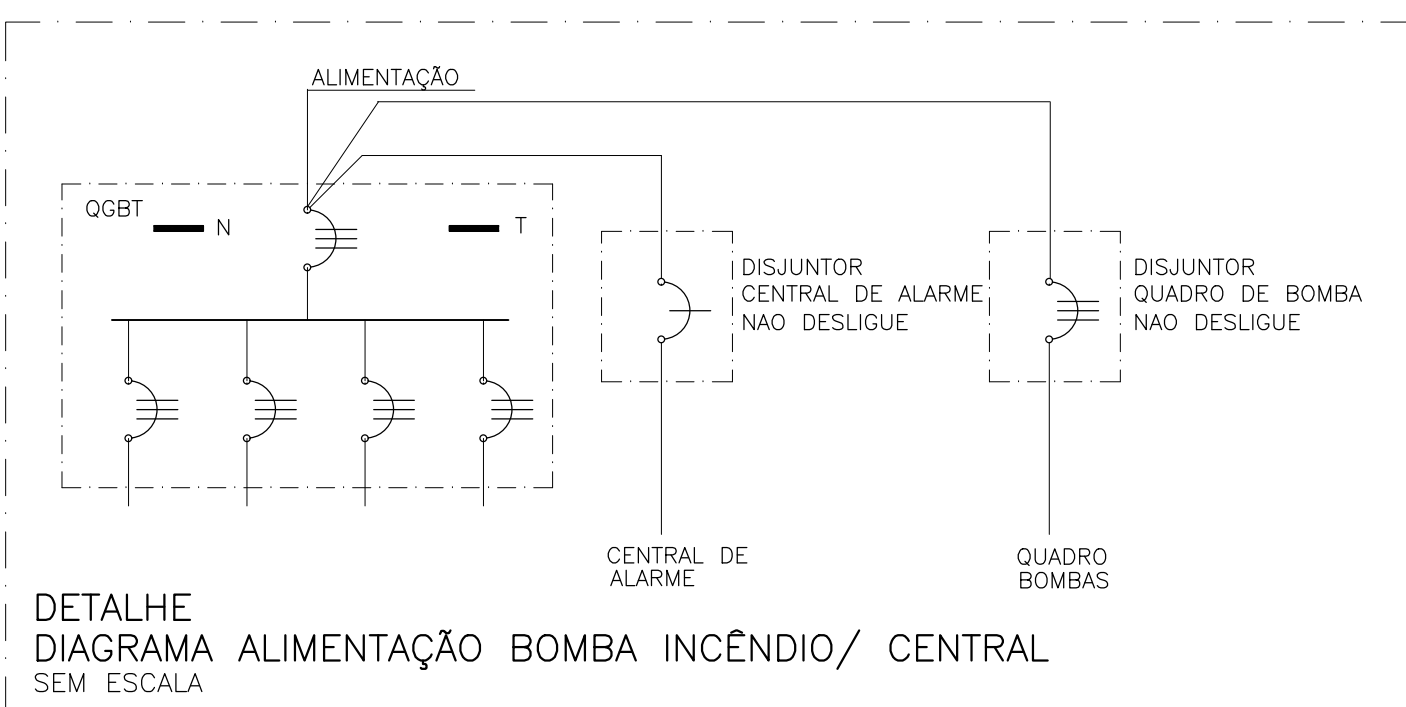 ALIMENTAÇÃO
QGBT
N
T
DISJUNTOR
CENTRAL DE ALARME
NAO DESLIGUE
DISJUNTOR
QUADRO DE BOMBA
NAO DESLIGUE
CENTRAL DE
ALARME
QUADRO
BOMBAS
DETALHE
DIAGRAMA ALIMENTAÇÃO BOMBA INCÊNDIO/ CENTRAL
SEM ESCALA